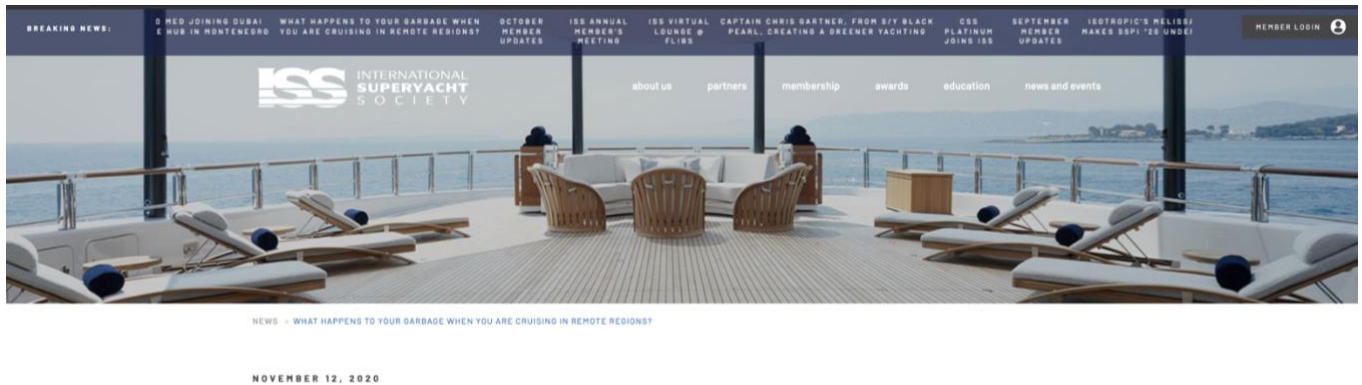 BREAKING NEWS:
D MED JOINING DUBAI
E HUB IN MONTENEGRO
WHAT HAPPENS TO YOUR GARBAGE WHEN
YOU ARE CRUISING IN REMOTE REGIONS?
OCTOBER
MEMBER
UPDATES
ISS ANNUAL
MEMBER'S
MEETING
ISS VIRTUAL
LOUNGE @
FLIBS
CAPTAIN CHRIS GARTNER, FROM S/Y BLACK
PEARL, CREATING A GREENER YACHTING
CSS
PLATINUM
JOINS ISS
SEPTEMBER
MEMBER
UPDATES
ISOTROPIC'S MELISSA
MAKES SSPI "20 UNDER
MEMBER LOGIN
ISS INTERNATIONAL
SUPERYACHT
SOCIETY
about us partners membership awards education news and events
NEWS » WHAT HAPPENS TO YOUR GARBAGE WHEN YOU ARE CRUISING IN REMOTE REGIONS?
NOVEMBER 12, 2020